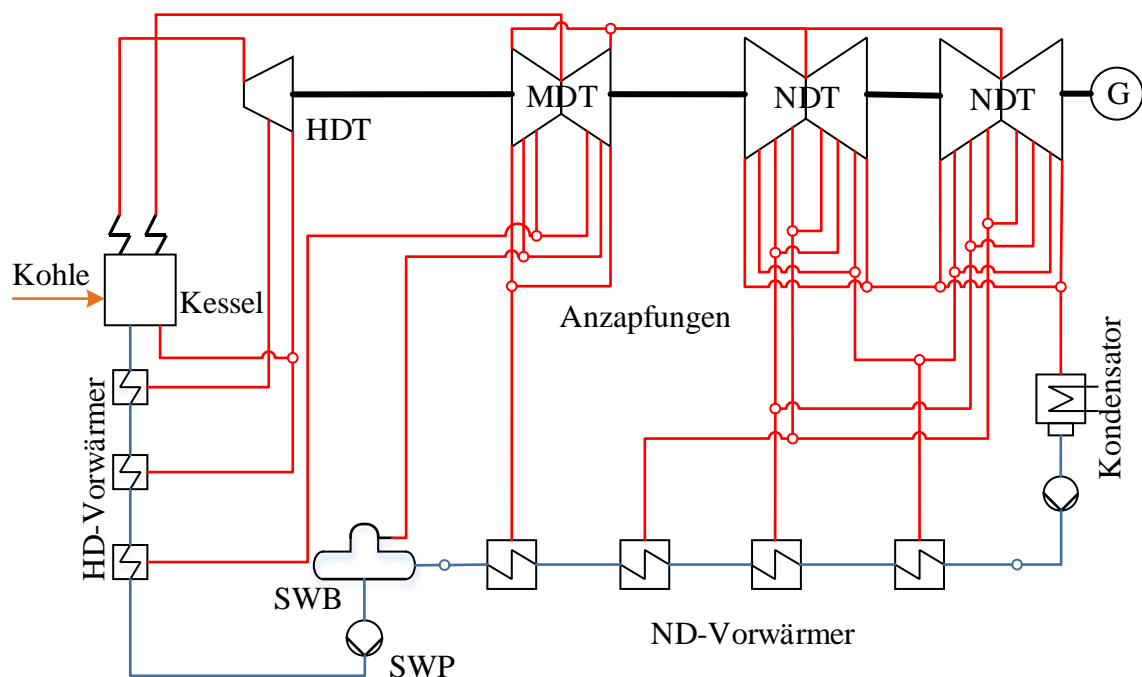 MDT
NDT
NDT
G
HDT
Kohle
Kessel
Anzapfungen
Kondensator
HD-Vorwärmer
SWB
ND-Vorwärmer
SWP